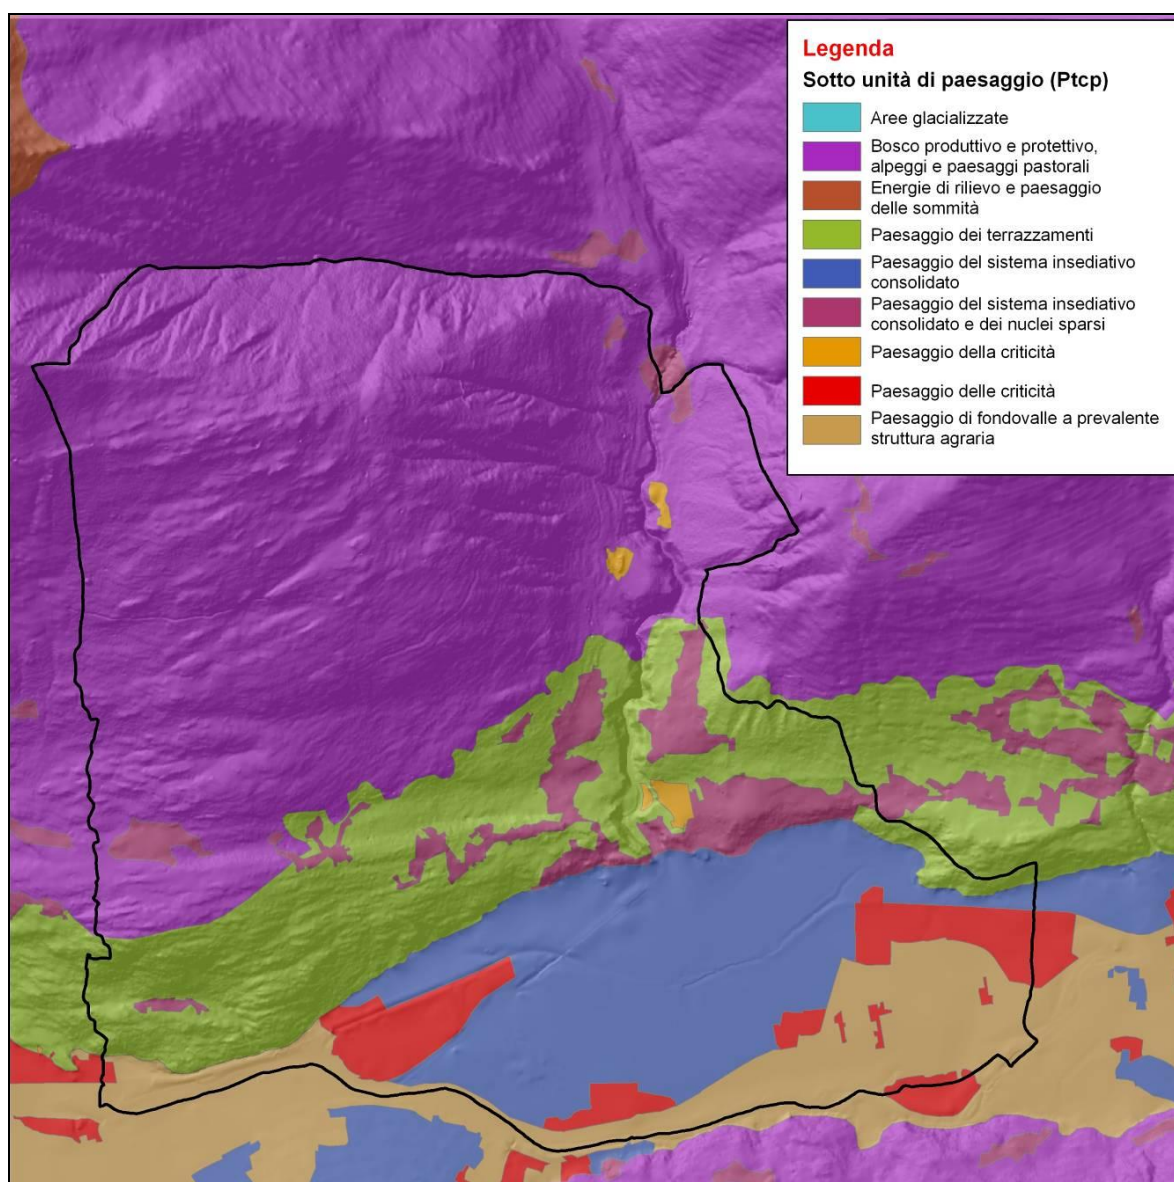 Legenda
Sotto unità di paesaggio (Ptcp)
Aree glacializzate
Bosco produttivo e protettivo,
alpeggi e paesaggi pastorali
Energie di rilievo e paesaggio
delle sommità
Paesaggio dei terrazzamenti
Paesaggio del sistema insediativo
consolidato
Paesaggio del sistema insediativo
consolidato e dei nuclei sparsi
Paesaggio della criticità
Paesaggio delle criticità
Paesaggio di fondovalle a prevalente
struttura agraria